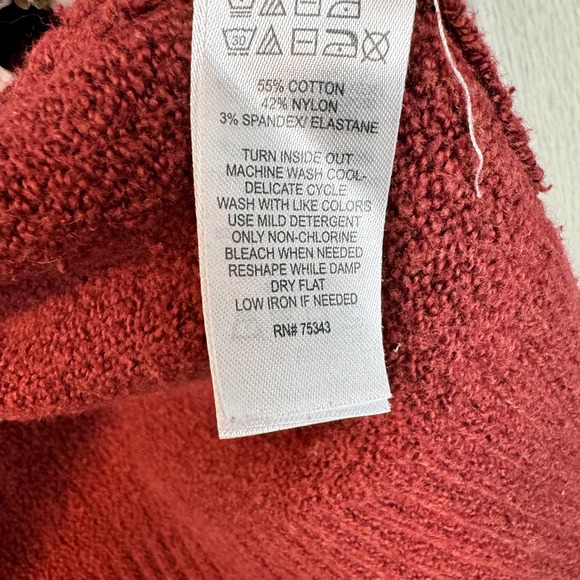 30
55% COTTON
42% NYLON
3% SPANDEX/ ELASTANE
TURN INSIDE OUT
MACHINE WASH COOL-
DELICATE CYCLE
WASH WITH LIKE COLORS
USE MILD DETERGENT
ONLY NON-CHLORINE
BLEACH WHEN NEEDED
RESHAPE WHILE DAMP
DRY FLAT
LOW IRON IF NEEDED
RN# 75343